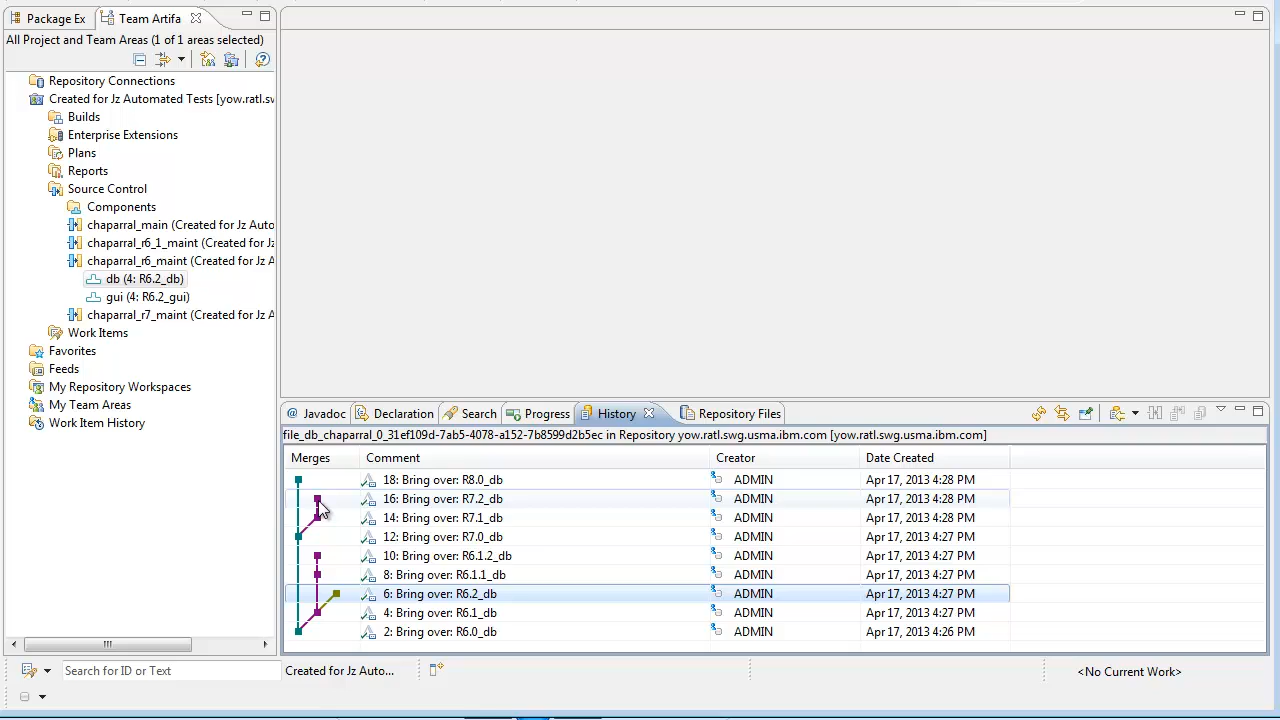 Package Ex
Team Artifa
All Project and Team Areas (1 of 1 areas selected)
Repository Connections
Created for Jz Automated Tests [yow.ratl.sw
Builds
Enterprise Extensions
Plans
Reports
Source Control
Components
chaparral_main (Created for Jz Auto
chaparral_r6_1_maint (Created for Jz
chaparral_r6_maint (Created for Jz A
db (4: R6.2_db)
gui (4: R6.2_gui)
chaparral_r7_maint (Created for Jz A
Work Items
Favorites
Feeds
My Repository Workspaces
My Team Areas
Work Item History
@ Javadoc Declaration Search Progress History Repository Files
file_db_chaparral_0_31ef109d-7ab5-4078-a152-7b8599d2b5ec in Repository yow.ratl.swg.usma.ibm.com [yow.ratl.swg.usma.ibm.com]
Merges Comment Creator Date Created
18: Bring over: R8.0_db ADMIN Apr 17, 2013 4:28 PM
16: Bring over: R7.2_db ADMIN Apr 17, 2013 4:28 PM
14: Bring over: R7.1_db ADMIN Apr 17, 2013 4:28 PM
12: Bring over: R7.0_db ADMIN Apr 17, 2013 4:27 PM
10: Bring over: R6.1.2_db ADMIN Apr 17, 2013 4:27 PM
8: Bring over: R6.1.1_db ADMIN Apr 17, 2013 4:27 PM
6: Bring over: R6.2_db ADMIN Apr 17, 2013 4:27 PM
4: Bring over: R6.1_db ADMIN Apr 17, 2013 4:27 PM
2: Bring over: R6.0_db ADMIN Apr 17, 2013 4:26 PM
Search for ID or Text
Created for Jz Auto...
<No Current Work>